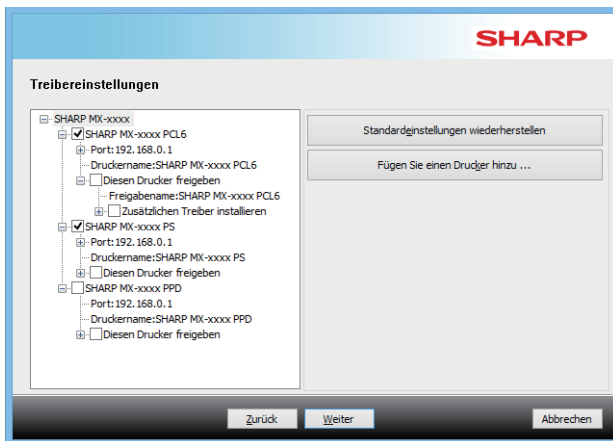 SHARP
Treibereinstellungen
SHARP MX-xxxx
SHARP MX-xxxx PCL6
Port:192.168.0.1
Druckername:SHARP MX-xxxx PCL6
Diesen Drucker freigeben
Freigabename:SHARP MX-xxxx PCL6
Zusätzlichen Treiber installieren
SHARP MX-xxxx PS
Port:192.168.0.1
Druckername:SHARP MX-xxxx PS
Diesen Drucker freigeben
SHARP MX-xxxx PPD
Port:192.168.0.1
Druckername:SHARP MX-xxxx PPD
Diesen Drucker freigeben
Standardeinstellungen wiederherstellen
Fügen Sie einen Drucker hinzu ...
Zurück
Weiter
Abbrechen